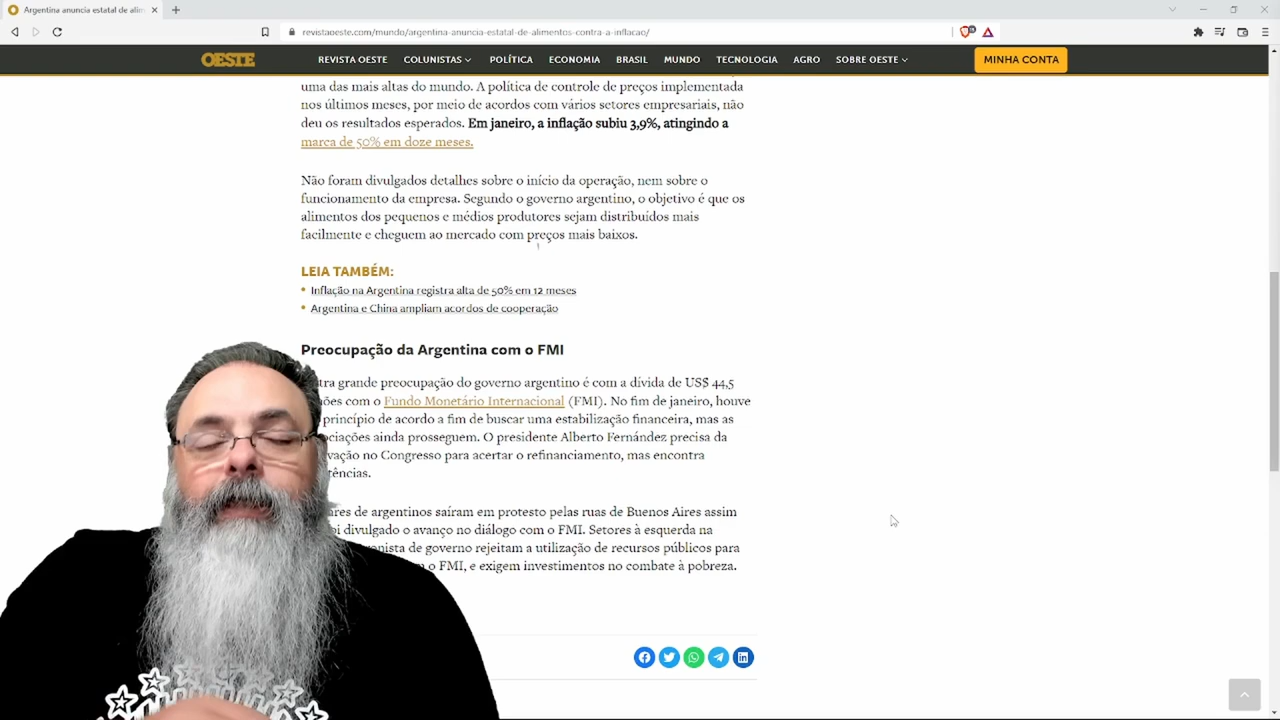 Argentina anuncia estatal de alim
revistaoeste.com/mundo/argentina-anuncia-estatal-de-alimentos-contra-a-inflacao/
OESTE
REVISTA OESTE COLUNISTAS POLÍTICA ECONOMIA BRASIL MUNDO TECNOLOGIA AGRO SOBRE OESTE MINHA CONTA
uma das mais altas do mundo. A política de controle de preços implementada
nos últimos meses, por meio de acordos com vários setores empresariais, não
deu os resultados esperados. Em janeiro, a inflação subiu 3,9%, atingindo a
marca de 50% em doze meses.
Não foram divulgados detalhes sobre o início da operação, nem sobre o
funcionamento da empresa. Segundo o governo argentino, o objetivo é que os
alimentos dos pequenos e médios produtores sejam distribuídos mais
facilmente e cheguem ao mercado com preços mais baixos.
LEIA TAMBÉM:
• Inflação na Argentina registra alta de 50% em 12 meses
• Argentina e China ampliam acordos de cooperação
Preocupação da Argentina com o FMI
tra grande preocupação do governo argentino é com a dívida de US$ 44,5
ões com o Fundo Monetário Internacional (FMI). No fim de janeiro, houve
princípio de acordo a fim de buscar uma estabilização financeira, mas as
ociações ainda prosseguem. O presidente Alberto Fernández precisa da
vação no Congresso para acertar o refinanciamento, mas encontra
tências.
ares de argentinos saíram em protesto pelas ruas de Buenos Aires assim
oi divulgado o avanço no diálogo com o FMI. Setores à esquerda na
onista de governo rejeitam a utilização de recursos públicos para
o FMI, e exigem investimentos no combate à pobreza.